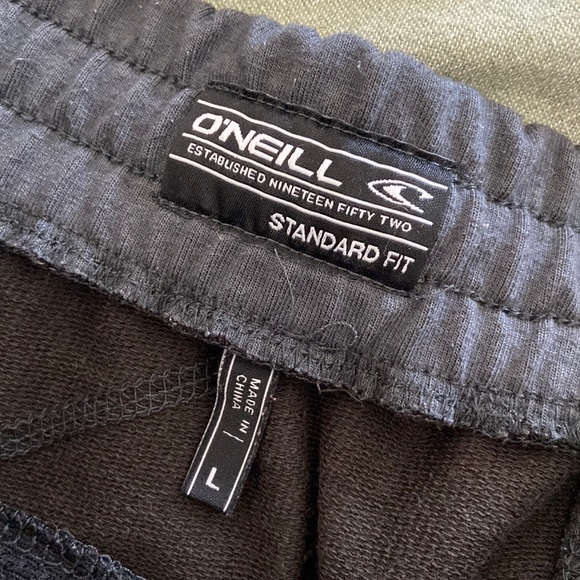 O'NEILL
ESTABLISHED NINETEEN FIFTY TWO
STANDARD FIT
MADE IN
CHINA
L